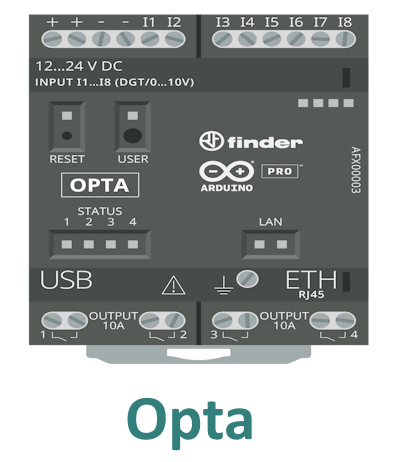 + + - - I1 I2 I3 I4 I5 I6 I7 I8
12...24 V DC
INPUT I1...I8 (DGT/0...10V)
RESET USER
finder
ARDUINO PRO™
AFX00003
OPTA
STATUS
1 2 3 4
LAN
USB
ETH
RJ45
1 OUTPUT 10A 2
3 OUTPUT 10A 4
Opta